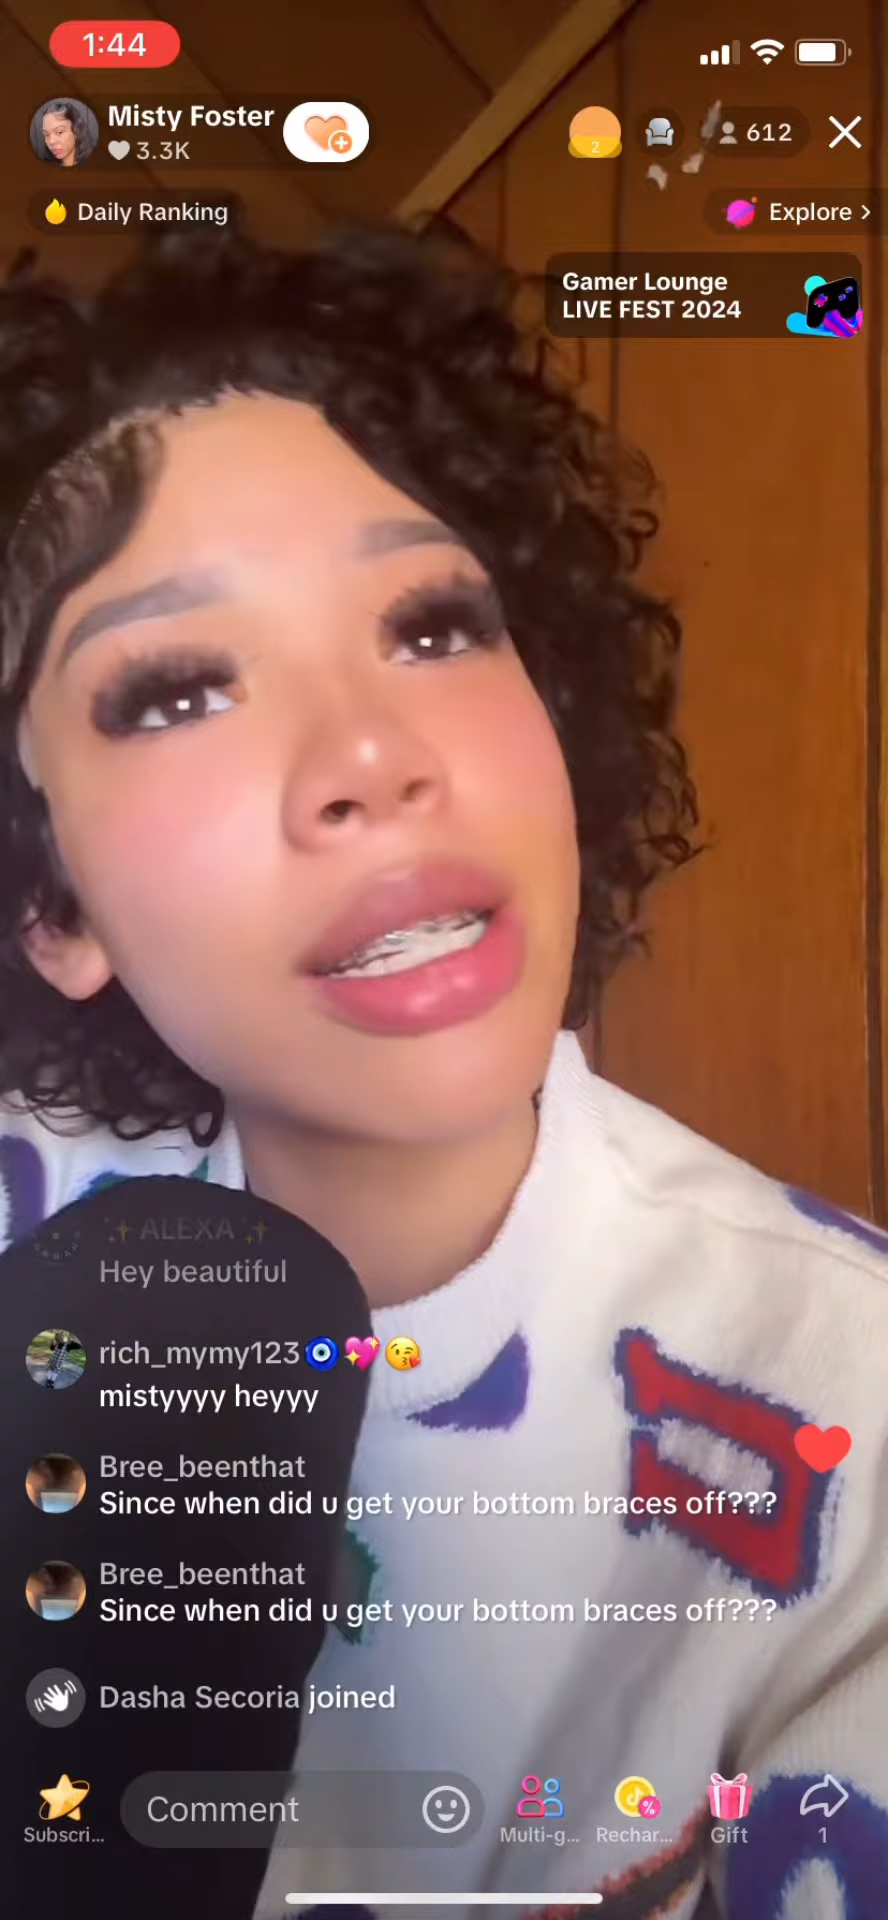 1:44
Misty Foster
3.3K
2
612
Daily Ranking
Explore >
Gamer Lounge
LIVE FEST 2024
✨ALEXA✨
Hey beautiful
rich_mymy123🧿💖😘
mistyyyy heyyy
Bree_beenthat
Since when did u get your bottom braces off???
Bree_beenthat
Since when did u get your bottom braces off???
Dasha Secoria joined
Comment
Subscri...
Multi-g...
Rechar...
Gift
1